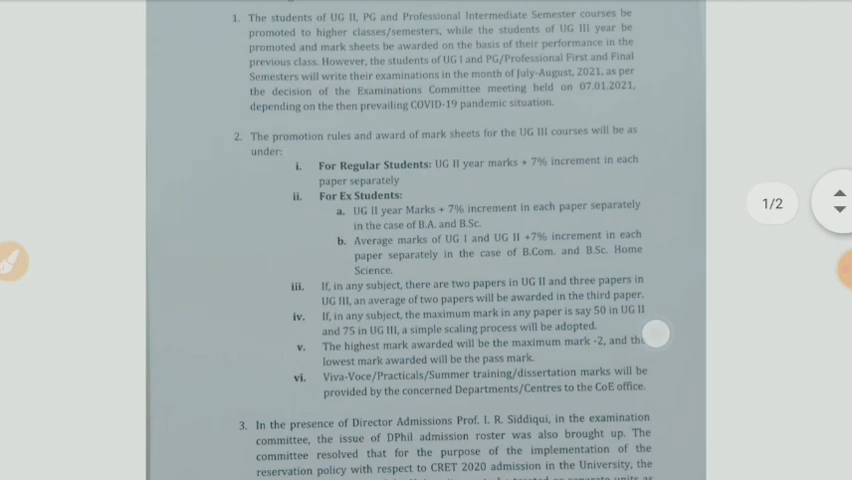 1. The students of UG II, PG and Professional Intermediate Semester courses be
promoted to higher classes/semesters, while the students of UG III year be
promoted and mark sheets be awarded on the basis of their performance in the
previous class. However, the students of UG I and PG/Professional First and Final
Semesters will write their examinations in the month of July-August, 2021, as per
the decision of the Examinations Committee meeting held on 07.01.2021,
depending on the then prevailing COVID-19 pandemic situation.
2. The promotion rules and award of mark sheets for the UG III courses will be as
under:
i. For Regular Students: UG II year marks + 7% increment in each
paper separately
ii. For Ex Students:
a. UG II year Marks + 7% increment in each paper separately
in the case of B.A. and B.Sc.
b. Average marks of UG I and UG II +7% increment in each
paper separately in the case of B.Com. and B.Sc. Home
Science.
iii. If, in any subject, there are two papers in UG II and three papers in
UG III, an average of two papers will be awarded in the third paper.
iv. If, in any subject, the maximum mark in any paper is say 50 in UG II
and 75 in UG III, a simple scaling process will be adopted.
v. The highest mark awarded will be the maximum mark -2, and the
lowest mark awarded will be the pass mark.
vi. Viva-Voce/Practicals/Summer training/dissertation marks will be
provided by the concerned Departments/Centres to the CoE office.
3. In the presence of Director Admissions Prof. I. R. Siddiqui, in the examination
committee, the issue of DPhil admission roster was also brought up. The
committee resolved that for the purpose of the implementation of the
reservation policy with respect to CRET 2020 admission in the University, the
1/2